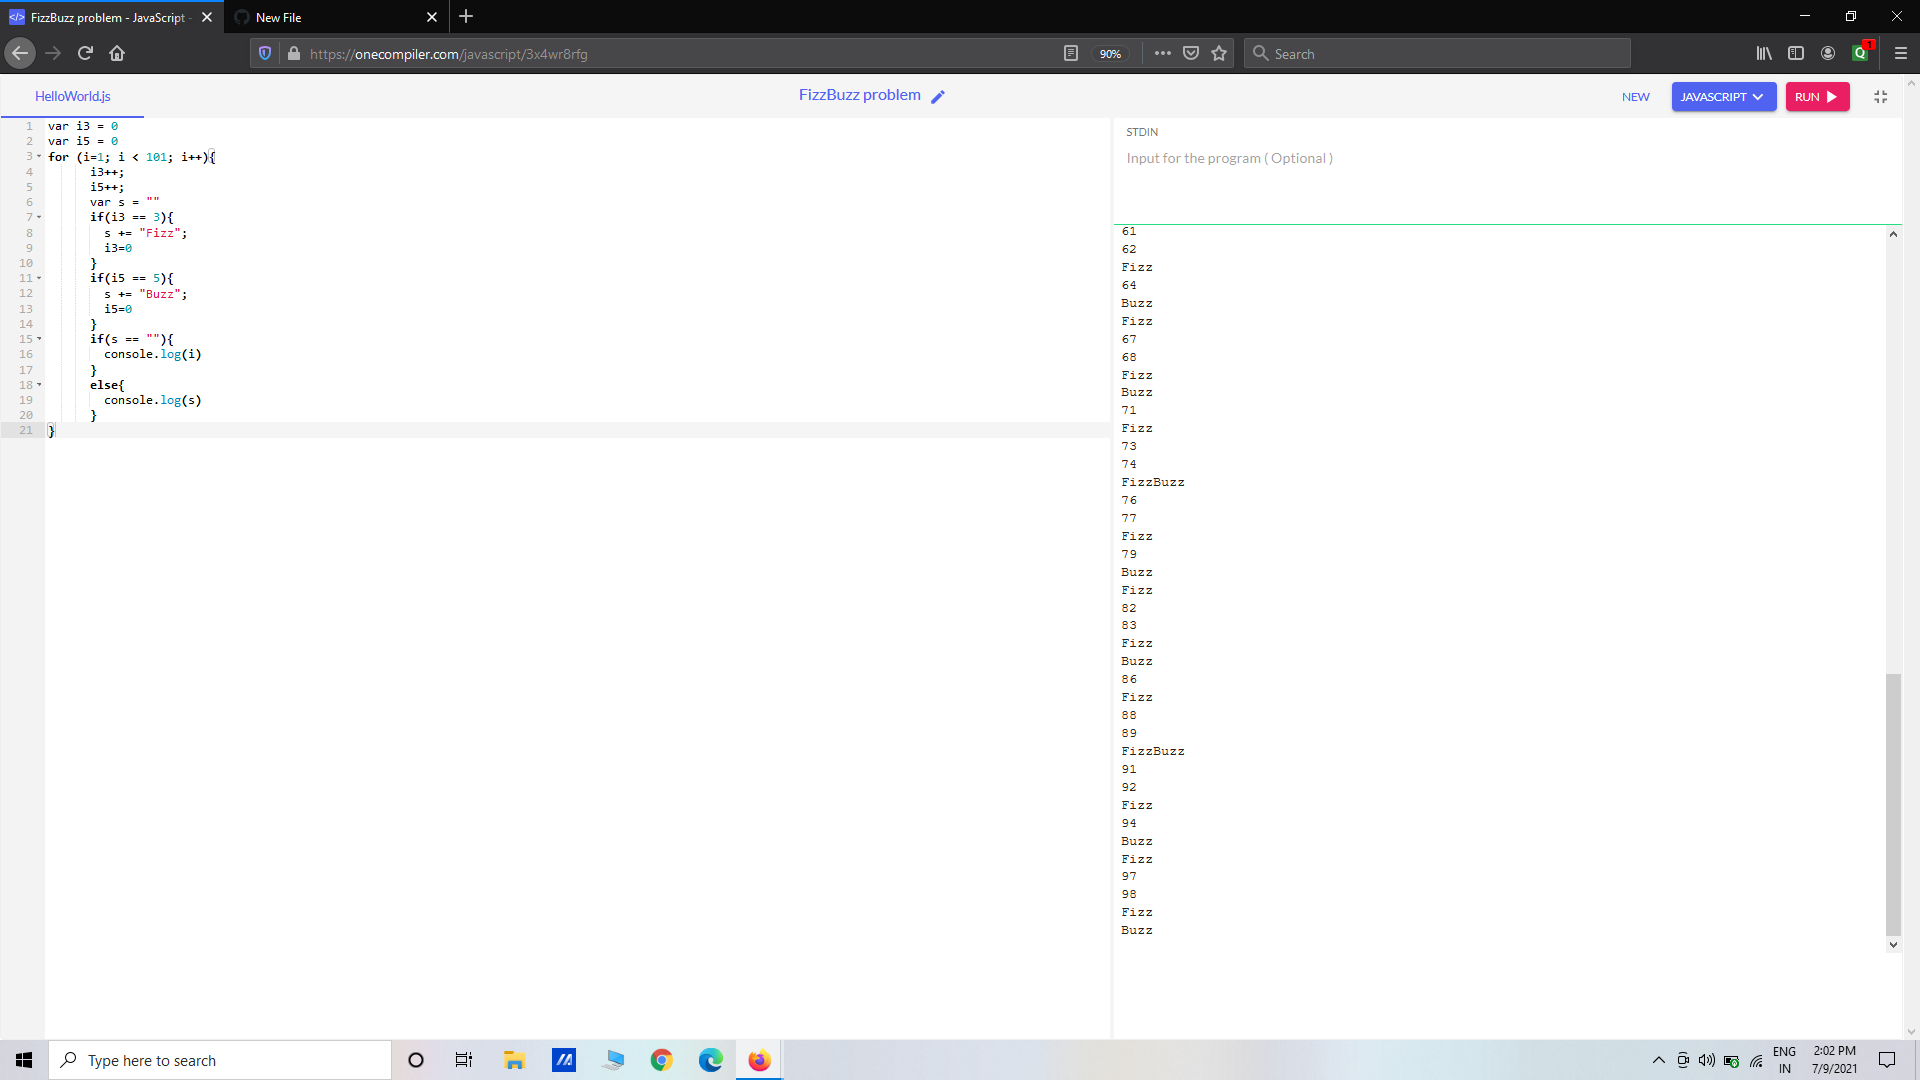 FizzBuzz problem - JavaScript -
New File
https://onecompiler.com/javascript/3x4wr8rfg
90%
Search
1
HelloWorld.js
FizzBuzz problem
NEW
JAVASCRIPT
RUN
1 var i3 = 0
2 var i5 = 0
3 for (i=1; i < 101; i++){
4 i3++;
5 i5++;
6 var s = ""
7 if(i3 == 3){
8 s += "Fizz";
9 i3=0
10 }
11 if(i5 == 5){
12 s += "Buzz";
13 i5=0
14 }
15 if(s == ""){
16 console.log(i)
17 }
18 else{
19 console.log(s)
20 }
21 }
STDIN
Input for the program ( Optional )
61
62
Fizz
64
Buzz
Fizz
67
68
Fizz
Buzz
71
Fizz
73
74
FizzBuzz
76
77
Fizz
79
Buzz
Fizz
82
83
Fizz
Buzz
86
Fizz
88
89
FizzBuzz
91
92
Fizz
94
Buzz
Fizz
97
98
Fizz
Buzz
Type here to search
ENG
IN
2:02 PM
7/9/2021